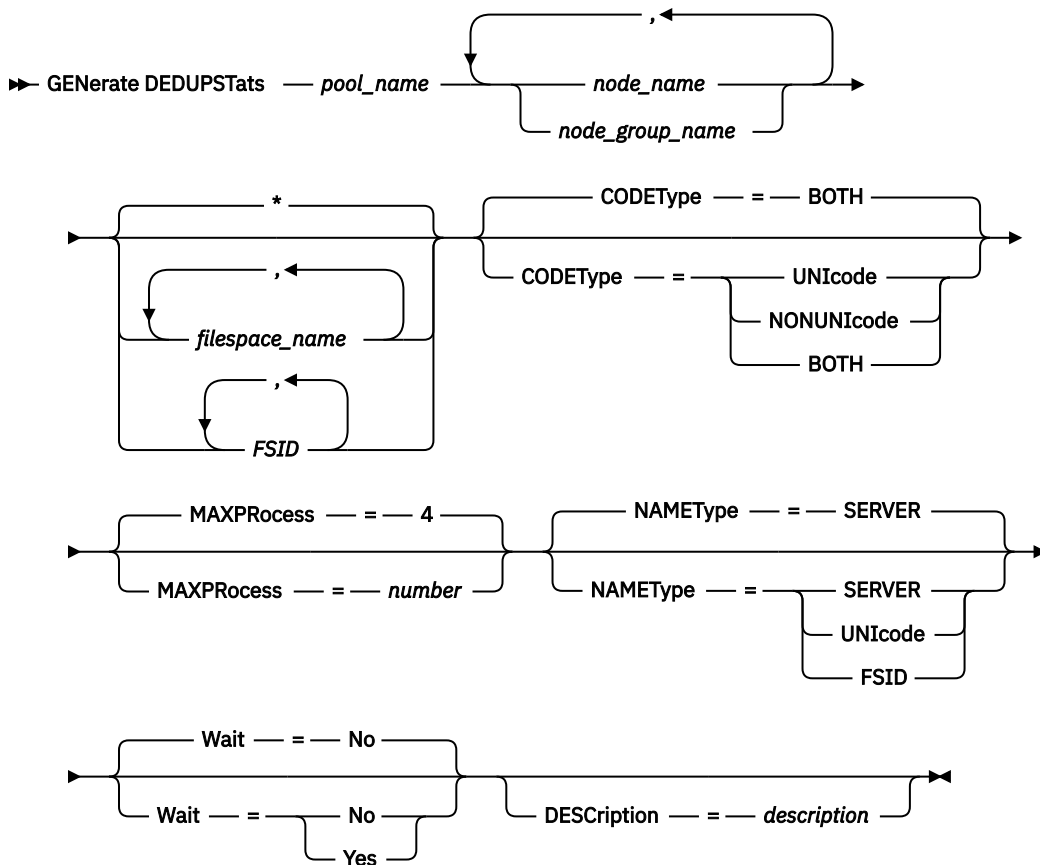 ,
GENerate DEDUPSTats pool_name node_name
node_group_name
* CODEType = BOTH
CODEType = UNIcode
, NONUNIcode
filespace_name BOTH
,
FSID
MAXPRocess = 4 NAMEType = SERVER
MAXPRocess = number NAMEType = SERVER
UNIcode
FSID
Wait = No
Wait = No DESCription = description
Yes